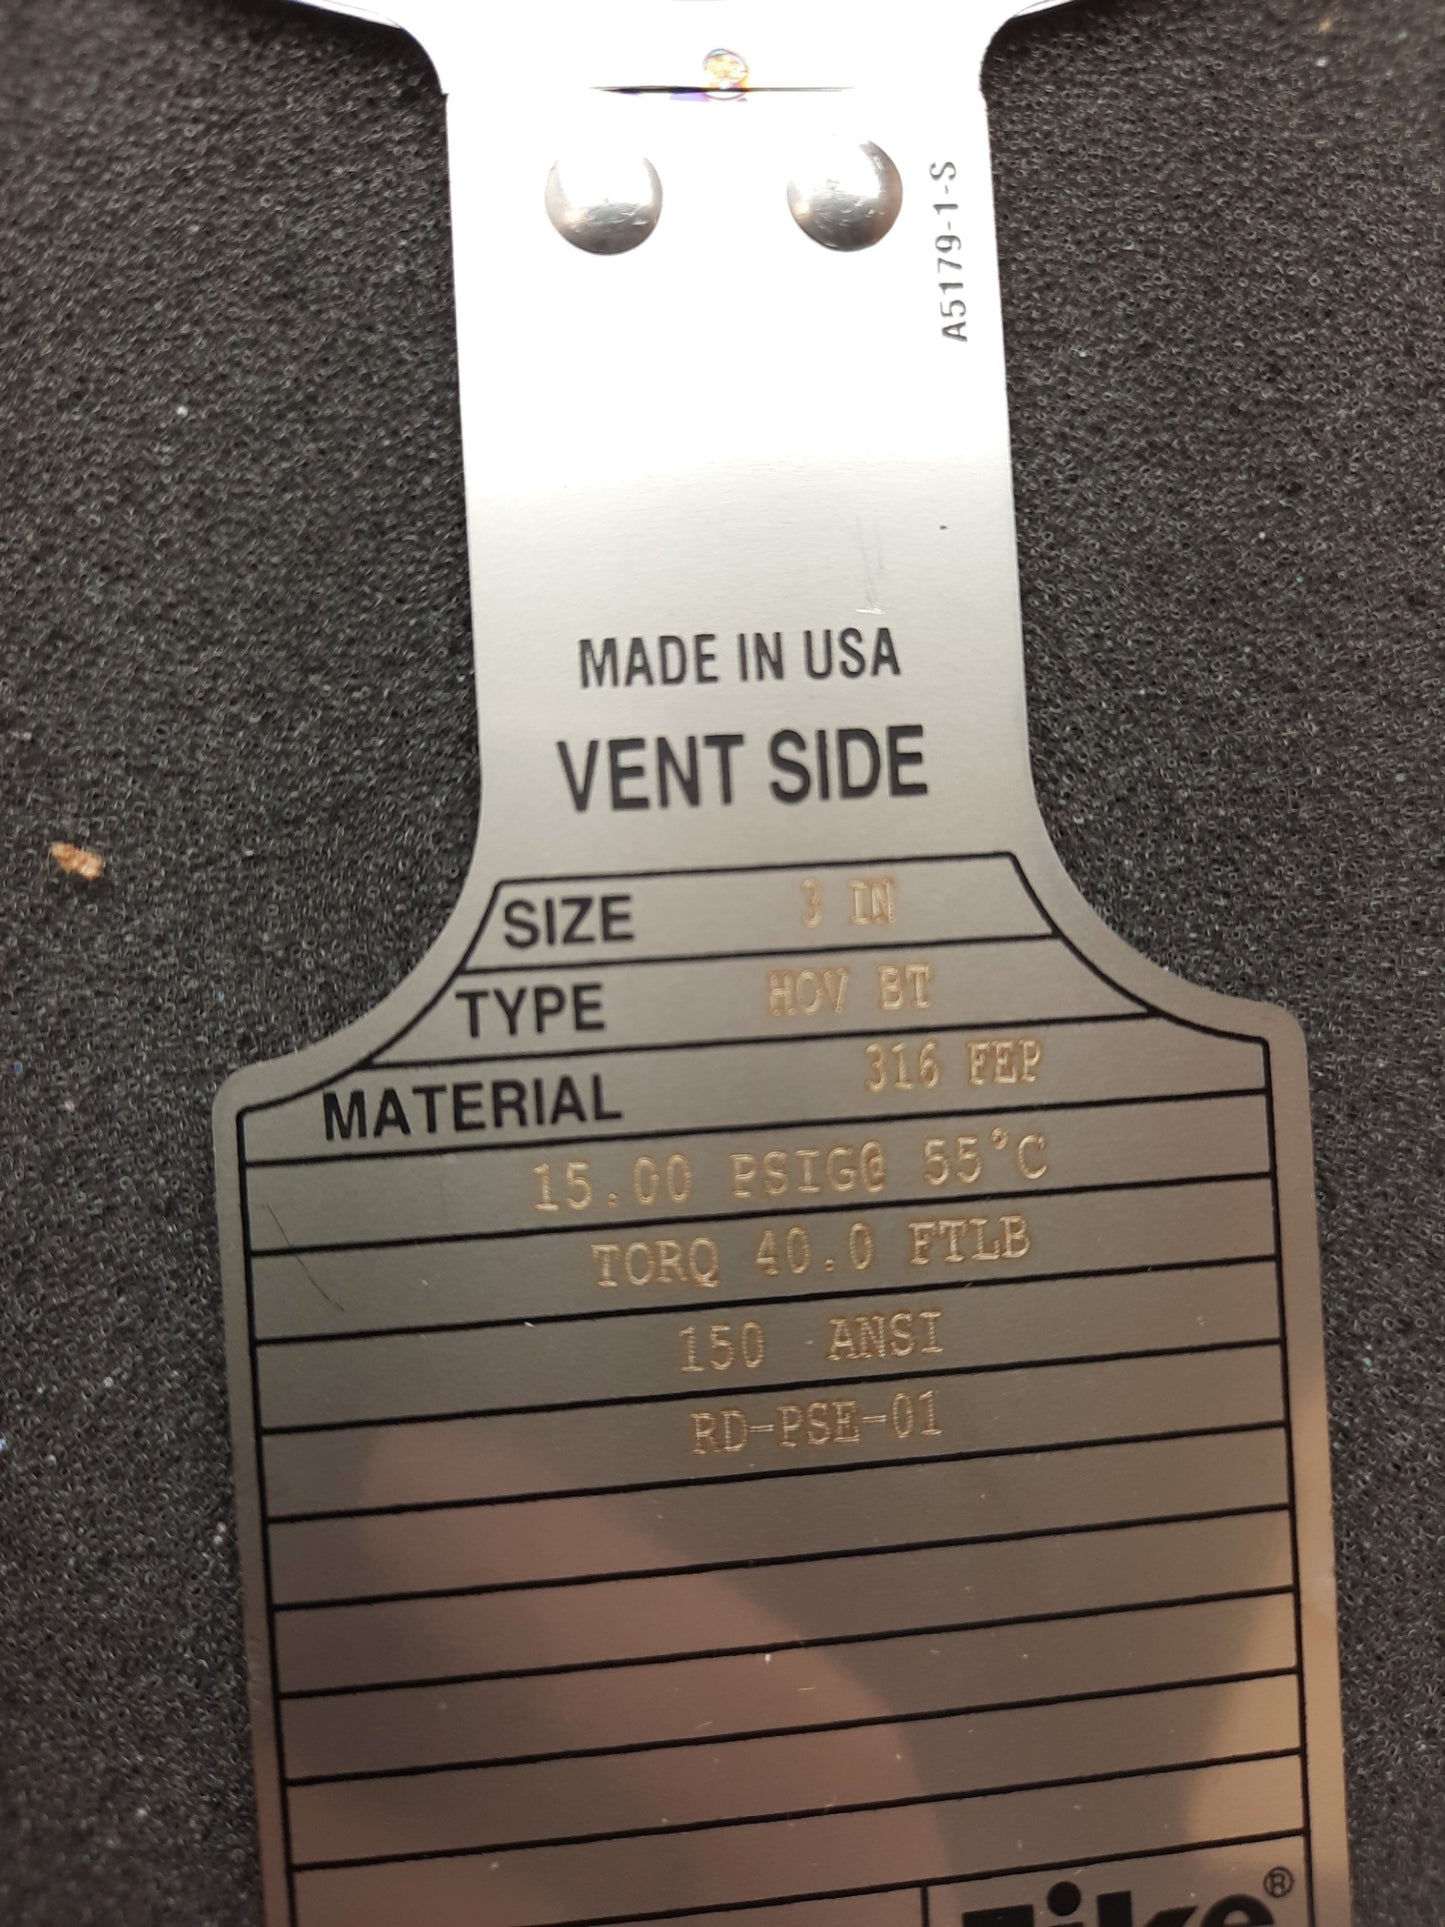 A5179-1-S
MADE IN USA
VENT SIDE
SIZE 3 IN
TYPE HOV BT
MATERIAL 316 FEP
15.00 PSIG@ 55°C
TORQ 40.0 FTLB
150 ANSI
RD-PSE-01
Fike®